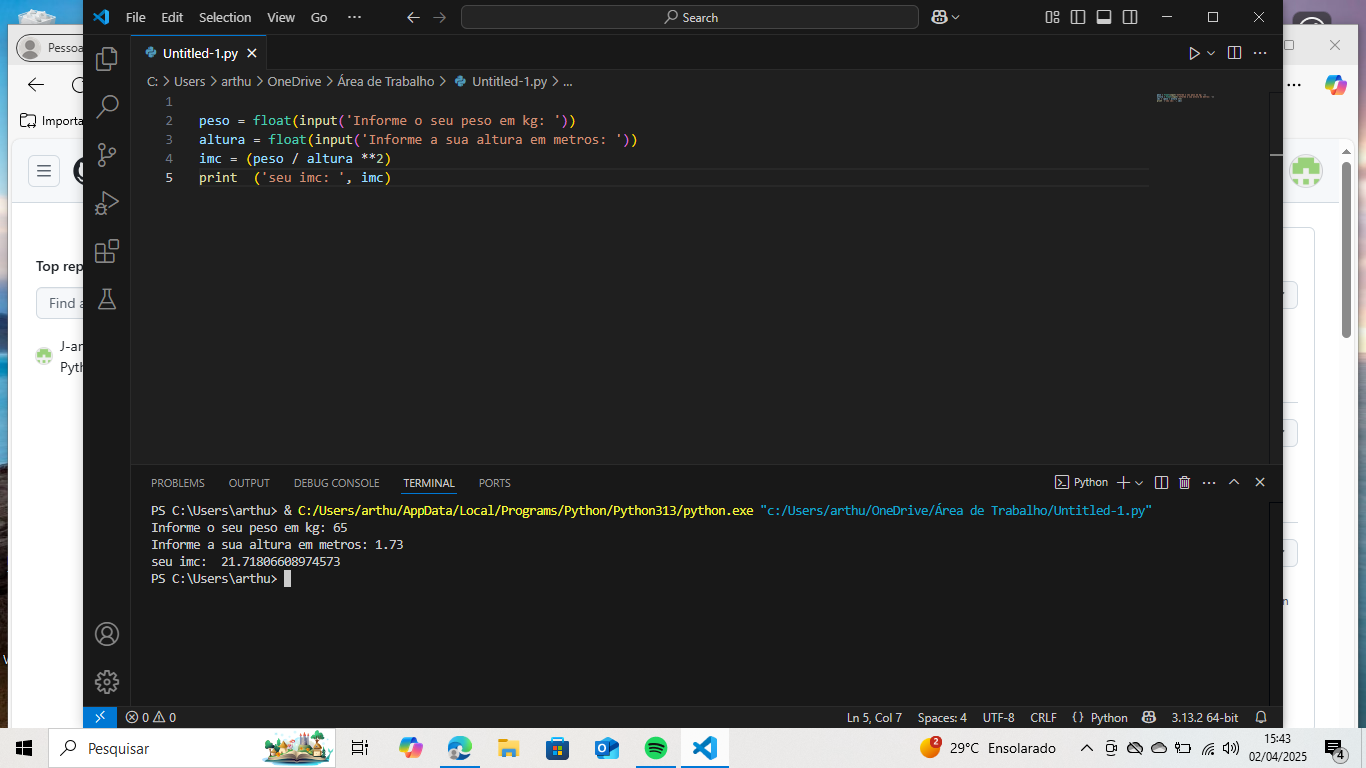 File Edit Selection View Go ··· Search
Pessoa
Untitled-1.py
C: > Users > arthu > OneDrive > Área de Trabalho > Untitled-1.py > ...
Importa
1
2 peso = float(input('Informe o seu peso em kg: '))
3 altura = float(input('Informe a sua altura em metros: '))
4 imc = (peso / altura **2)
5 print  ('seu imc: ', imc)
Top rep
Find a
J-ar
Pyth
PROBLEMS OUTPUT DEBUG CONSOLE TERMINAL PORTS Python
PS C:\Users\arthu> & C:/Users/arthu/AppData/Local/Programs/Python/Python313/python.exe "c:/Users/arthu/OneDrive/Área de Trabalho/Untitled-1.py"
Informe o seu peso em kg: 65
Informe a sua altura em metros: 1.73
seu imc:  21.71806608974573
PS C:\Users\arthu>
0 0 Ln 5, Col 7 Spaces: 4 UTF-8 CRLF {} Python 3.13.2 64-bit
Pesquisar 2 29°C Ensolarado 15:43
02/04/2025 4